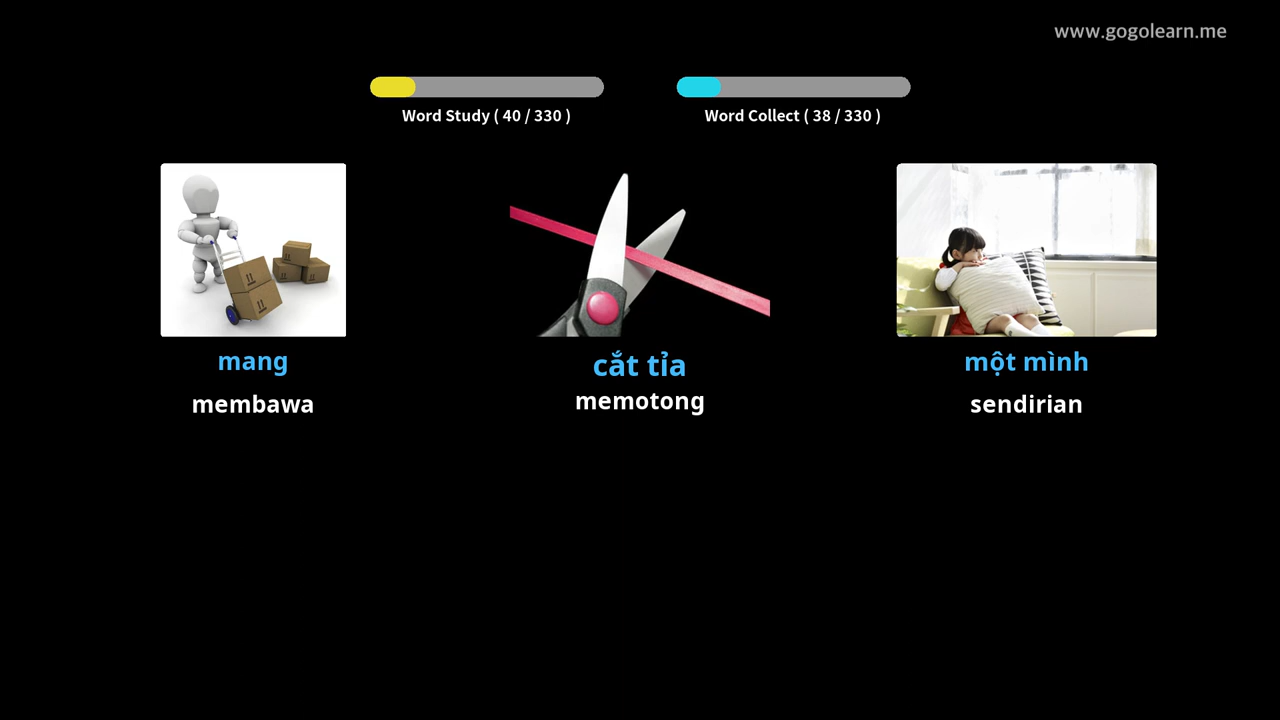 www.gogolearn.me
Word Study ( 40 / 330 )
Word Collect ( 38 / 330 )
mang
membawa
cắt tỉa
memotong
một mình
sendirian